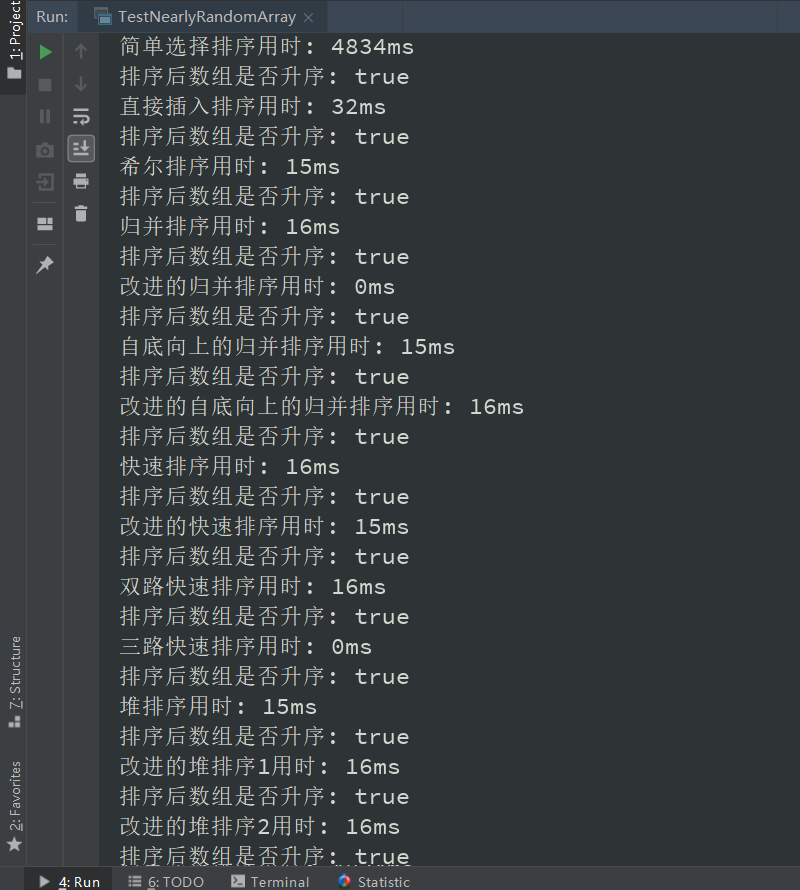 Run: TestNearlyRandomArray
1: Project
简单选择排序用时: 4834ms
排序后数组是否升序: true
直接插入排序用时: 32ms
排序后数组是否升序: true
希尔排序用时: 15ms
排序后数组是否升序: true
归并排序用时: 16ms
排序后数组是否升序: true
改进的归并排序用时: 0ms
排序后数组是否升序: true
自底向上的归并排序用时: 15ms
排序后数组是否升序: true
改进的自底向上的归并排序用时: 16ms
排序后数组是否升序: true
快速排序用时: 16ms
排序后数组是否升序: true
改进的快速排序用时: 15ms
排序后数组是否升序: true
双路快速排序用时: 16ms
排序后数组是否升序: true
三路快速排序用时: 0ms
排序后数组是否升序: true
堆排序用时: 15ms
排序后数组是否升序: true
改进的堆排序1用时: 16ms
排序后数组是否升序: true
改进的堆排序2用时: 16ms
排序后数组是否升序: true
7: Structure
2: Favorites
4: Run 6: TODO Terminal Statistic